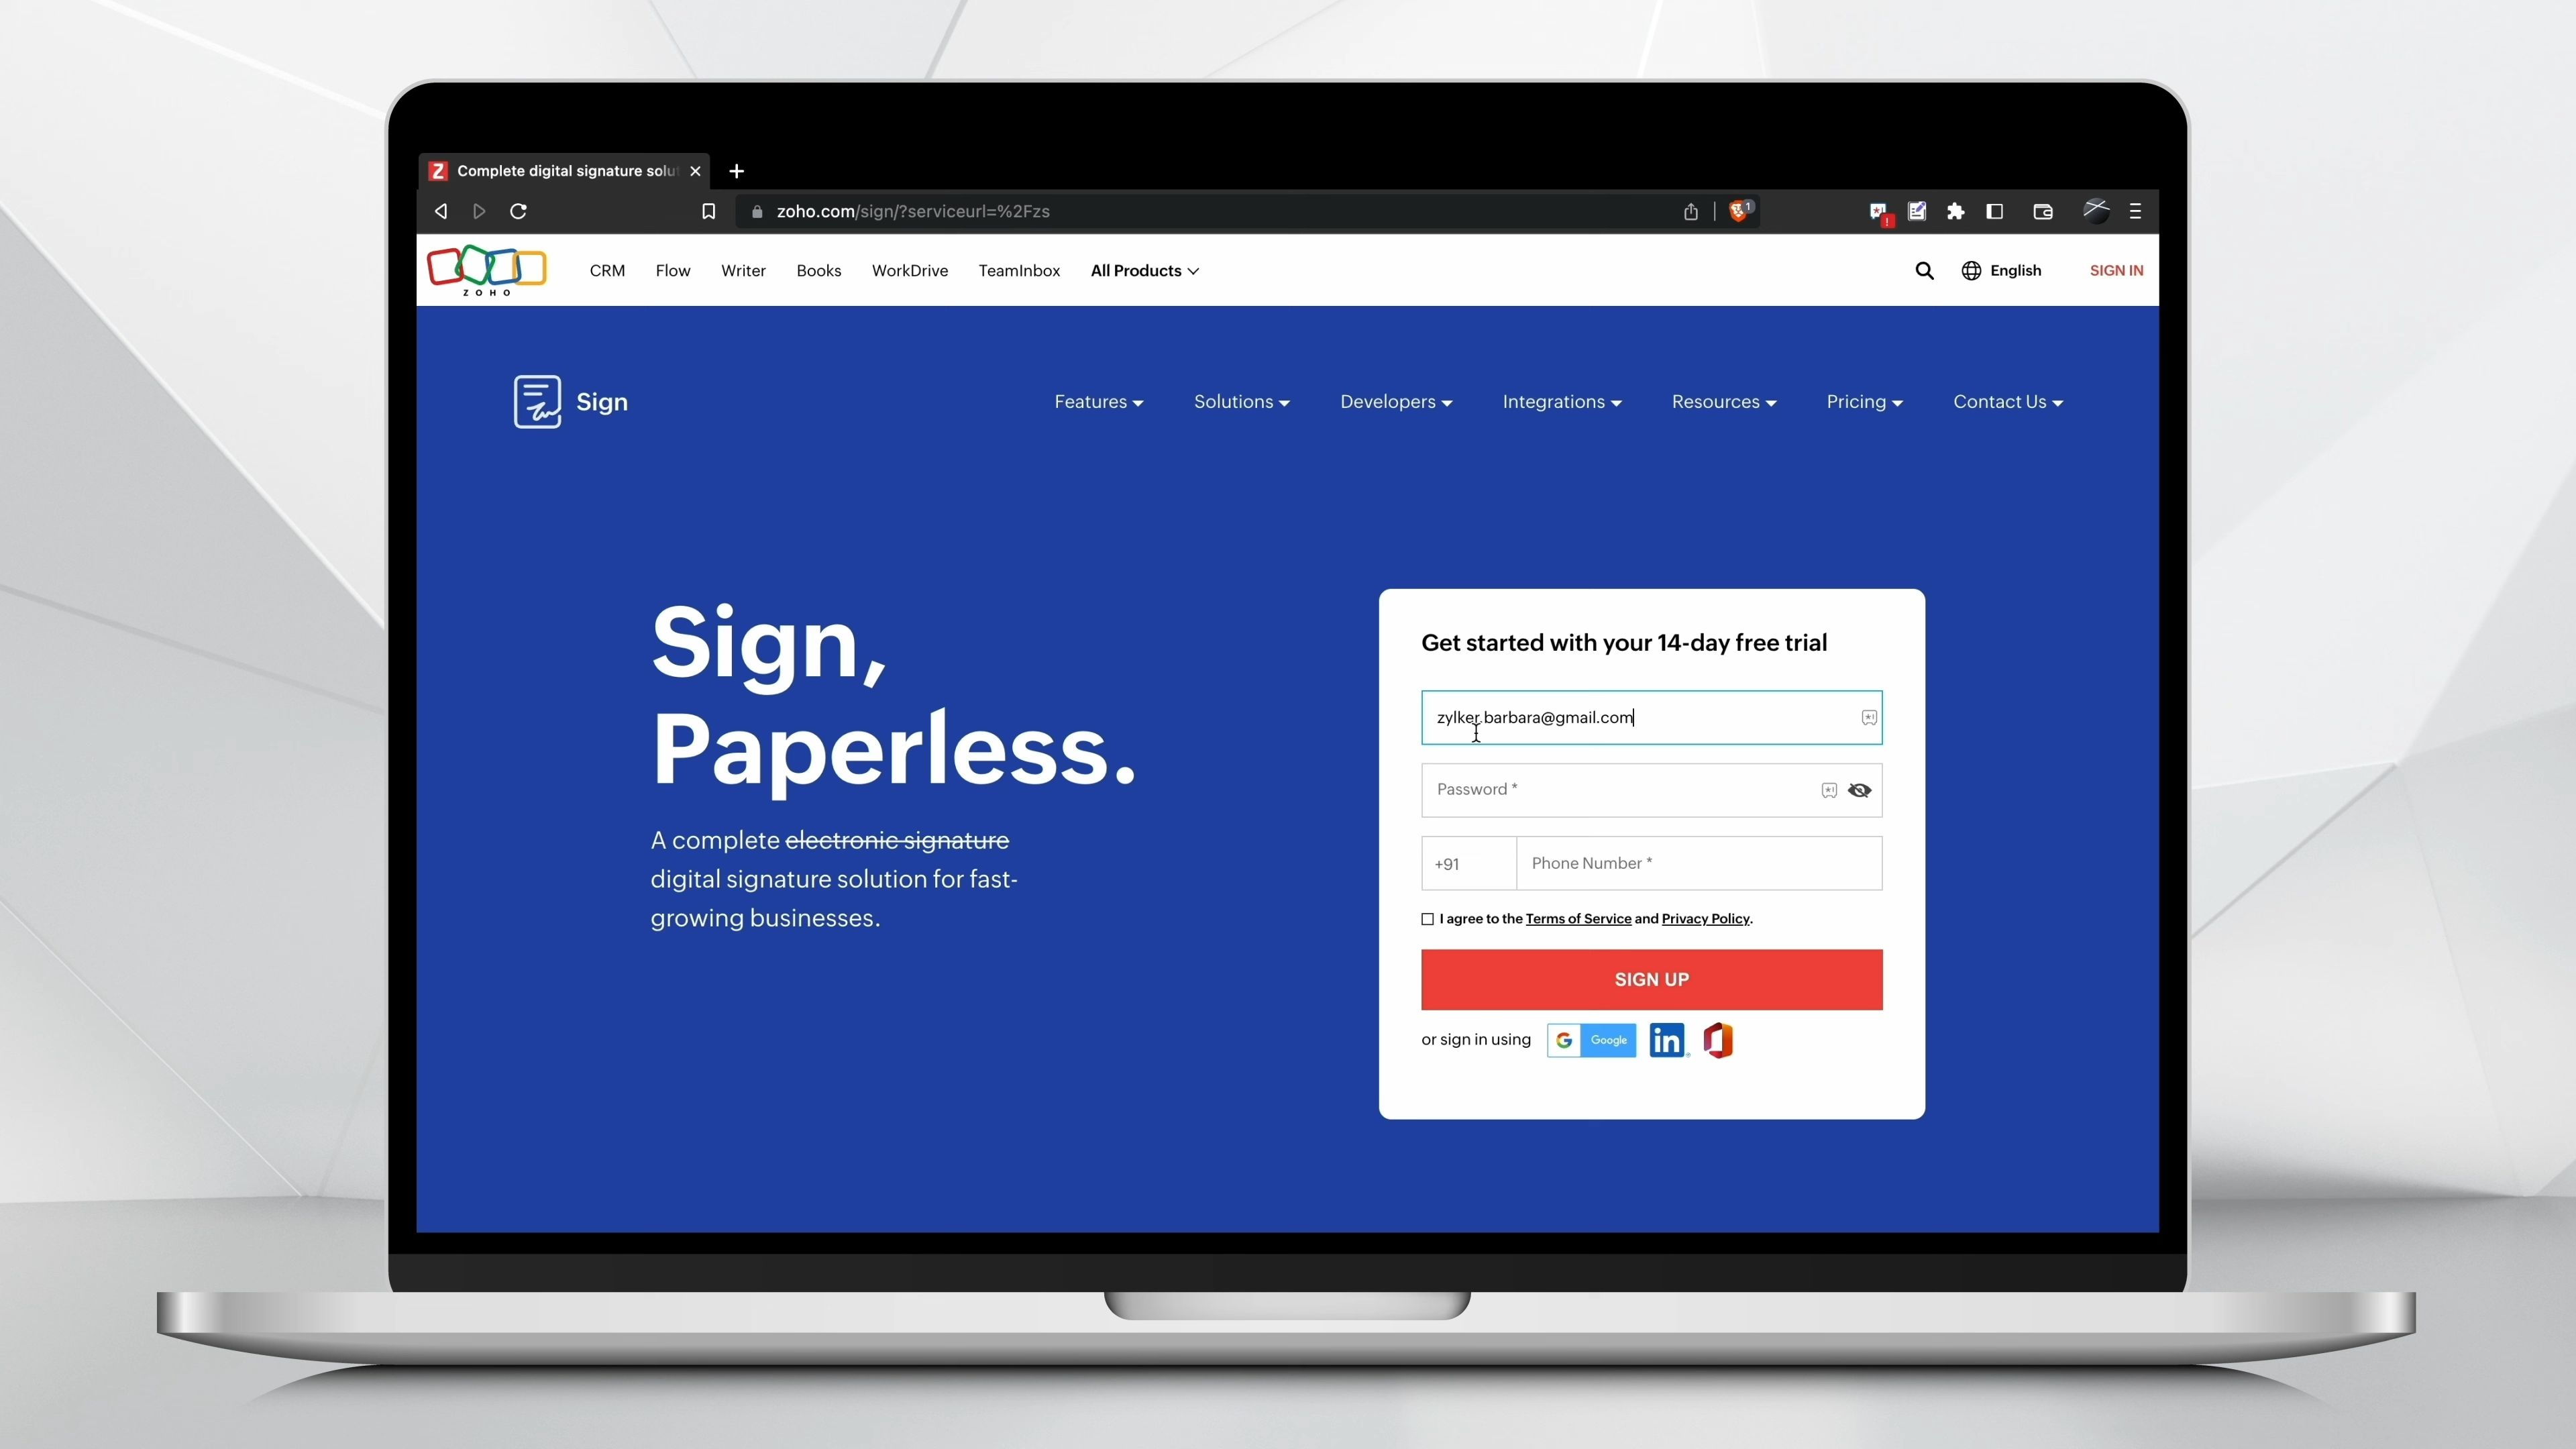 Complete digital signature solu
zoho.com/sign/?serviceurl=%2Fzs
1
ZOHO
CRM Flow Writer Books WorkDrive TeamInbox All Products
English
SIGN IN
Sign
Features Solutions Developers Integrations Resources Pricing Contact Us
Sign,
Paperless.
A complete electronic signature
digital signature solution for fast-
growing businesses.
Get started with your 14-day free trial
zylker.barbara@gmail.com
Password *
+91 Phone Number *
I agree to the Terms of Service and Privacy Policy.
SIGN UP
or sign in using
Google
in